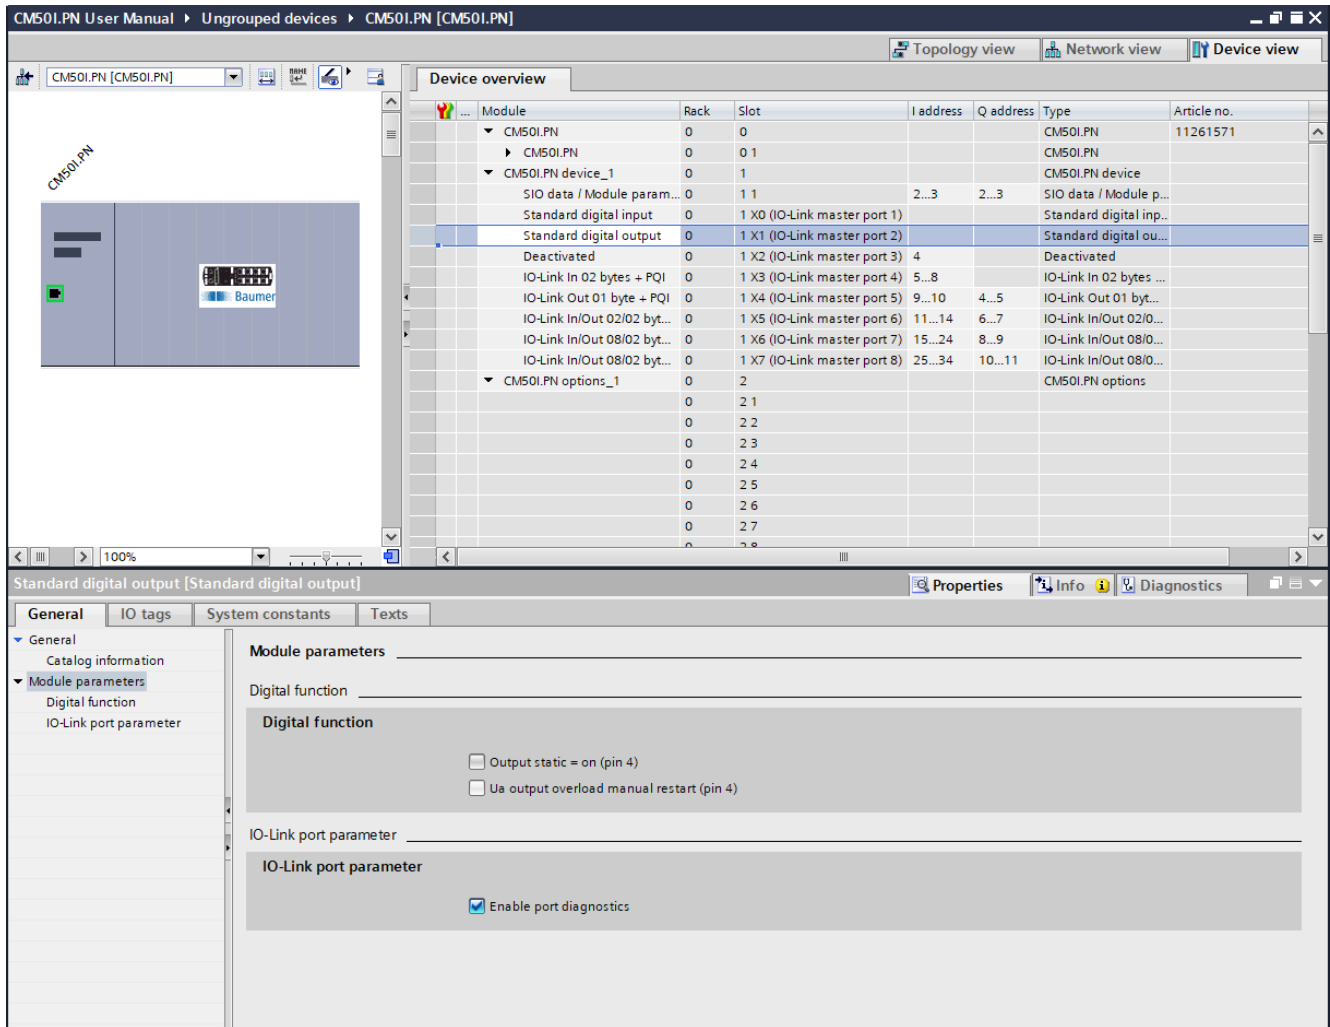 CM50I.PN User Manual Ungrouped devices CM50I.PN [CM50I.PN]
Topology view Network view Device view
CM50I.PN [CM50I.PN]
NAME
Device overview
... Module Rack Slot I address Q address Type Article no.
CM50I.PN 0 0 CM50I.PN 11261571
CM50I.PN 0 0 1 CM50I.PN
CM50I.PN device_1 0 1 CM50I.PN device
SIO data / Module param... 0 1 1 2...3 2...3 SIO data / Module p...
Standard digital input 0 1 X0 (IO-Link master port 1) Standard digital inp..
Standard digital output 0 1 X1 (IO-Link master port 2) Standard digital ou...
Deactivated 0 1 X2 (IO-Link master port 3) 4 Deactivated
IO-Link In 02 bytes + PQI 0 1 X3 (IO-Link master port 4) 5...8 IO-Link In 02 bytes ...
IO-Link Out 01 byte + PQI 0 1 X4 (IO-Link master port 5) 9...10 4...5 IO-Link Out 01 byt...
IO-Link In/Out 02/02 byt... 0 1 X5 (IO-Link master port 6) 11...14 6...7 IO-Link In/Out 02/0...
IO-Link In/Out 08/02 byt... 0 1 X6 (IO-Link master port 7) 15...24 8...9 IO-Link In/Out 08/0...
IO-Link In/Out 08/02 byt... 0 1 X7 (IO-Link master port 8) 25...34 10...11 IO-Link In/Out 08/0...
CM50I.PN options_1 0 2 CM50I.PN options
0 2 1
0 2 2
0 2 3
0 2 4
0 2 5
0 2 6
0 2 7
0 2 8
CM50I.PN
Baumer
100%
Standard digital output [Standard digital output]
Properties Info Diagnostics
General IO tags System constants Texts
General
Catalog information
Module parameters
Digital function
IO-Link port parameter
Module parameters
Digital function
Digital function
Output static = on (pin 4)
Ua output overload manual restart (pin 4)
IO-Link port parameter
IO-Link port parameter
Enable port diagnostics